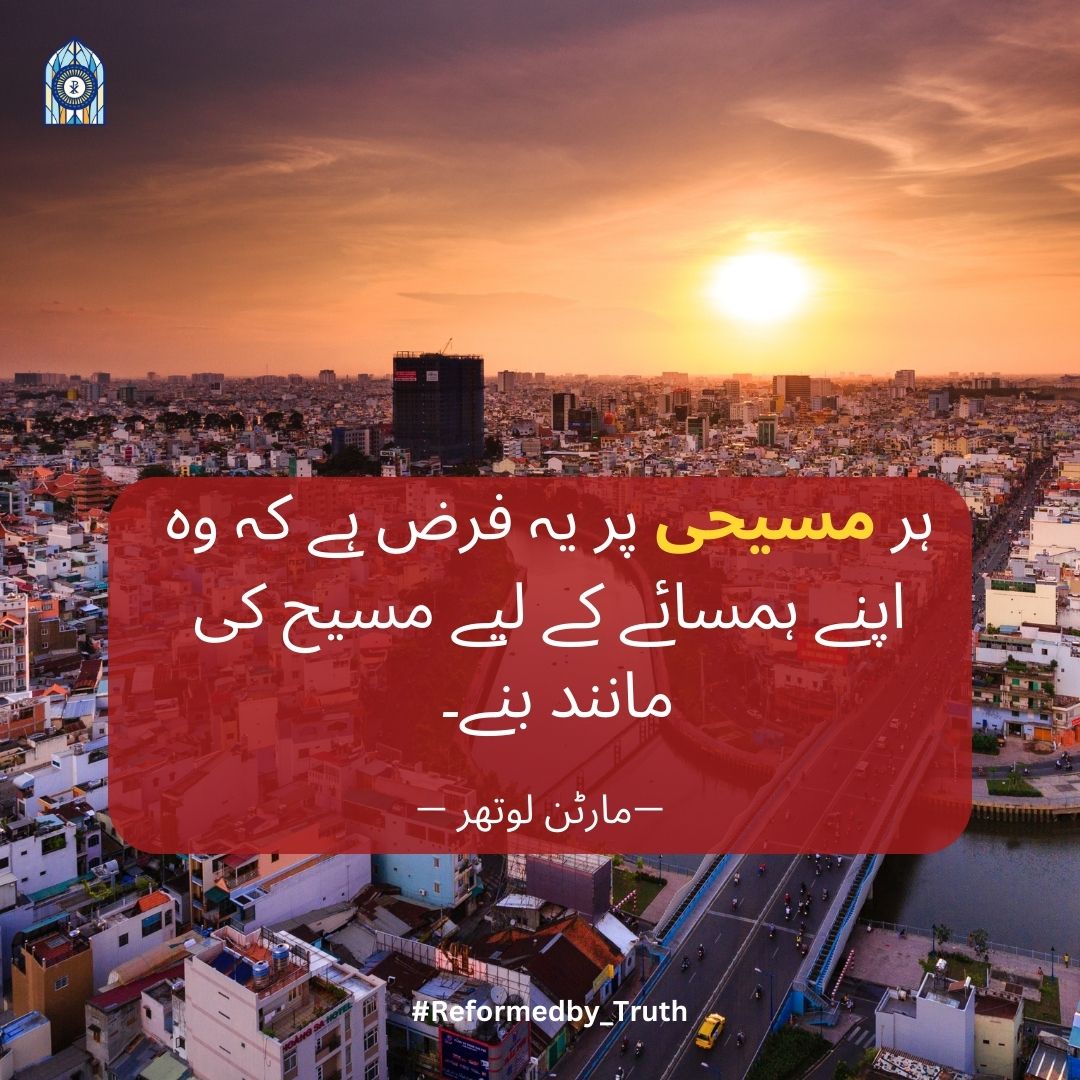 ہر مسیحی پر یہ فرض ہے کہ وہ
اپنے ہمسائے کے لیے مسیح کی
مانند بنے۔
—مارٹن لوتھر —
#Reformedby_Truth